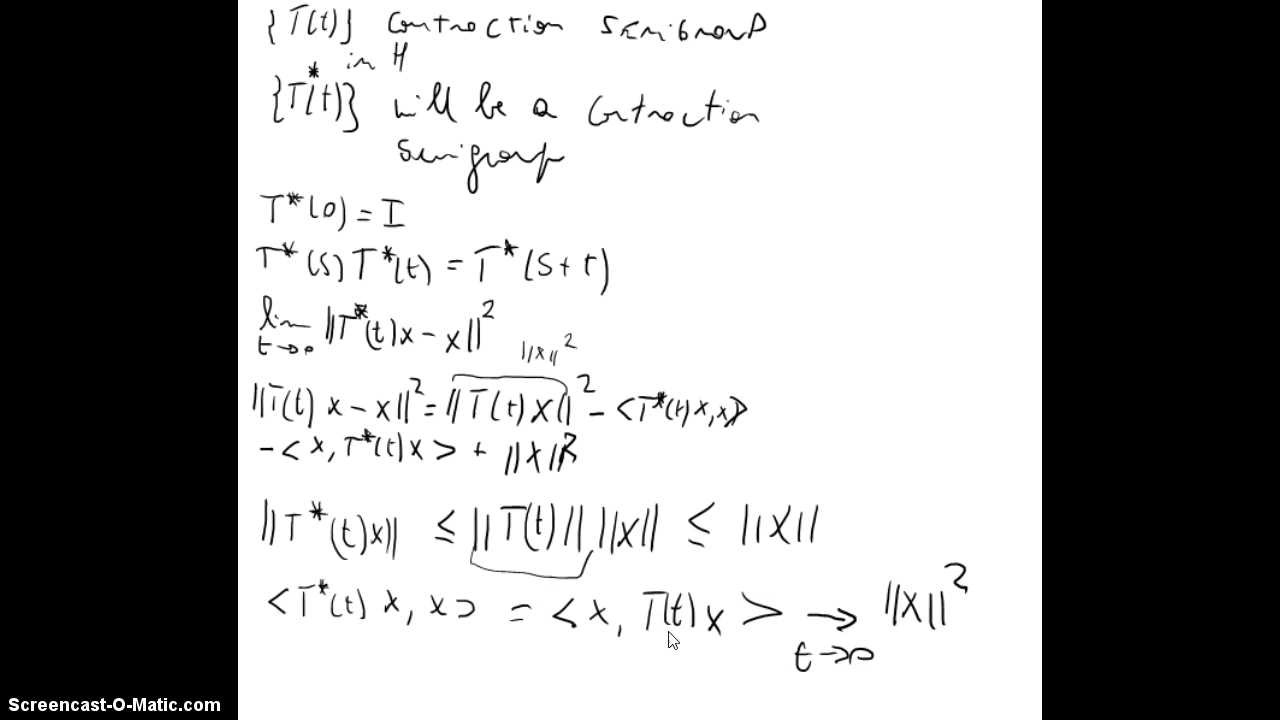 {T(t)} contraction semigroup
in H
{T*(t)} will be a contraction
semigroup
T*(0) = I
T*(s) T*(t) = T*(s+t)
lim t→0 ||T*(t)x - x||²
||x||²
||T(t) x - x||² = ||T(t)x||² - <T*(t)x,x>
- <x, T*(t)x> + ||x||²
||T*(t)x|| ≤ ||T(t)|| ||x|| ≤ ||x||
<T*(t) x, x> = <x, T(t)x> → ||x||²
t→0
Screencast-O-Matic.com